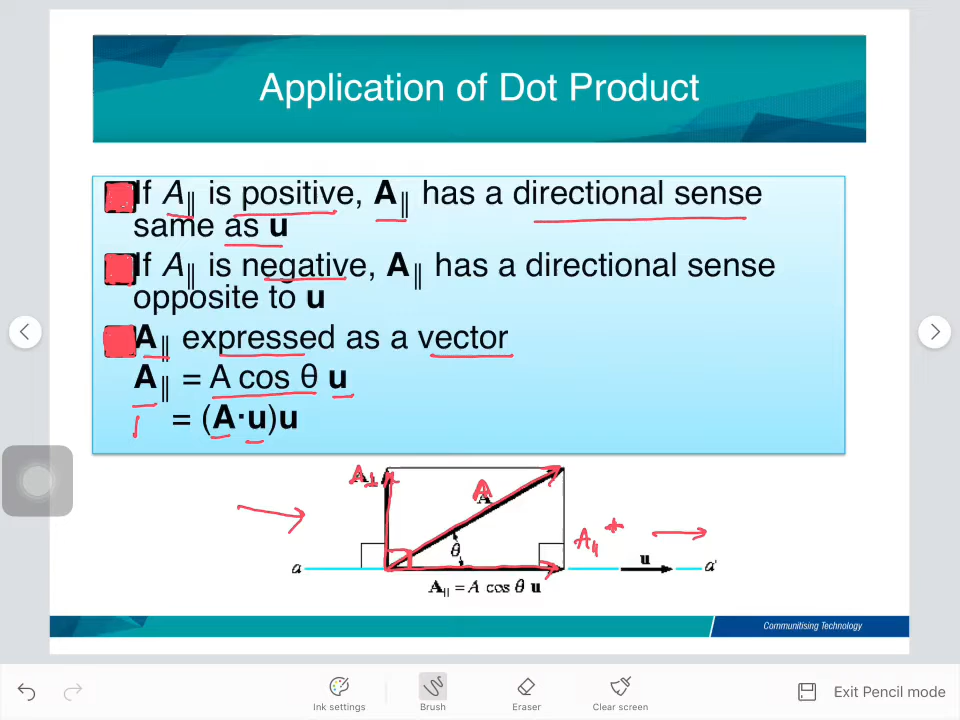 Application of Dot Product
If A∥ is positive, A∥ has a directional sense
same as u
If A∥ is negative, A∥ has a directional sense
opposite to u
A∥ expressed as a vector
A∥ = A cos θ u
= (A·u)u
A⊥
A
A
A∥ +
θ
u
a
a'
A∥ = A cos θ u
Communitising Technology
Ink settings
Brush
Eraser
Clear screen
Exit Pencil mode